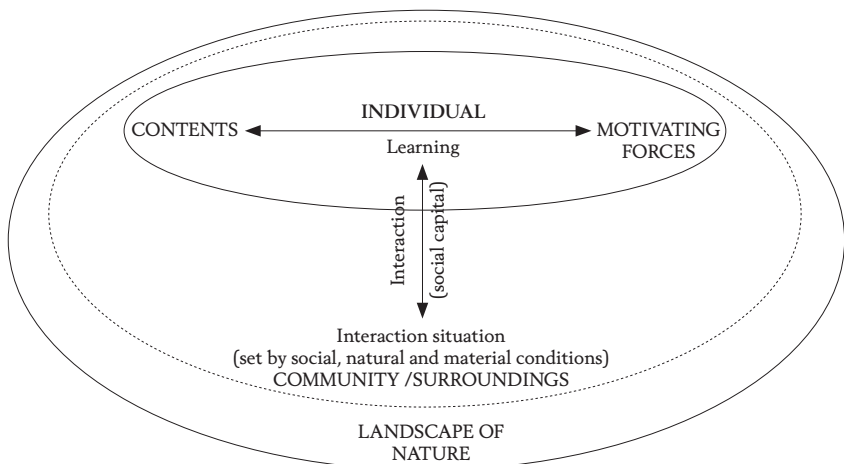 INDIVIDUAL
CONTENTS
MOTIVATING
FORCES
Learning
Interaction
(social capital)
Interaction situation
(set by social, natural and material conditions)
COMMUNITY /SURROUNDINGS
LANDSCAPE OF
NATURE